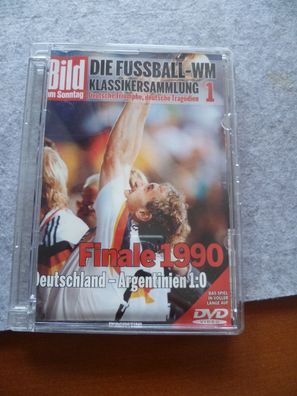 Bild
am Sonntag
DIE FUSSBALL-WM
KLASSIKERSAMMLUNG
deutsche Triumphe, deutsche Tragödien
1
Finale 1990
Deutschland – Argentinien 1:0
DAS SPIEL
IN VOLLER
LÄNGE AUF
DVD
VIDEO